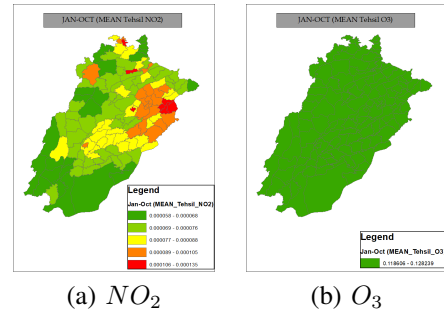 JAN-OCT (MEAN Tehsil NO2)
Legend
Jan-Oct (MEAN_Tehsil_NO2)
0.000058 - 0.000068
0.000069 - 0.000076
0.000077 - 0.000088
0.000089 - 0.000105
0.000106 - 0.000135
(a) NO2
JAN-OCT (MEAN Tehsil O3)
Legend
Jan-Oct (MEAN_Tehsil_O3)
0.118606 - 0.128239
(b) O3